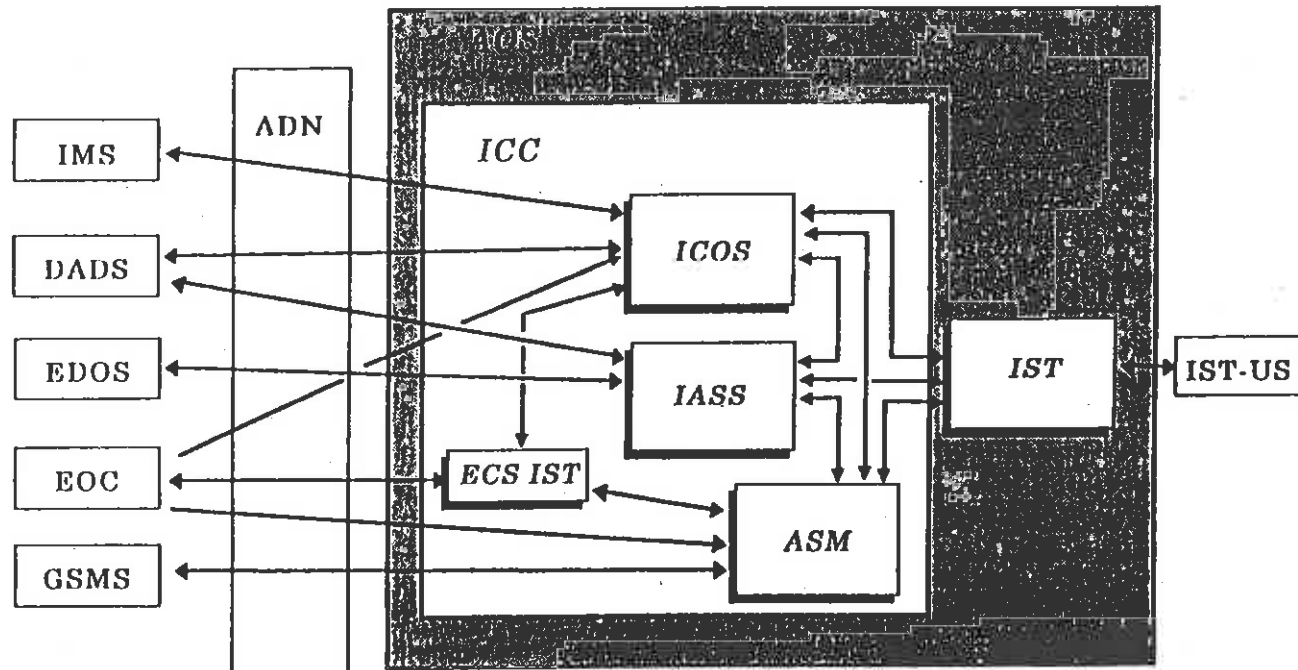 ADN
ICC
IMS
ICOS
DADS
IST
EDOS
IST-US
IASS
EOC
ECS IST
ASM
GSMS